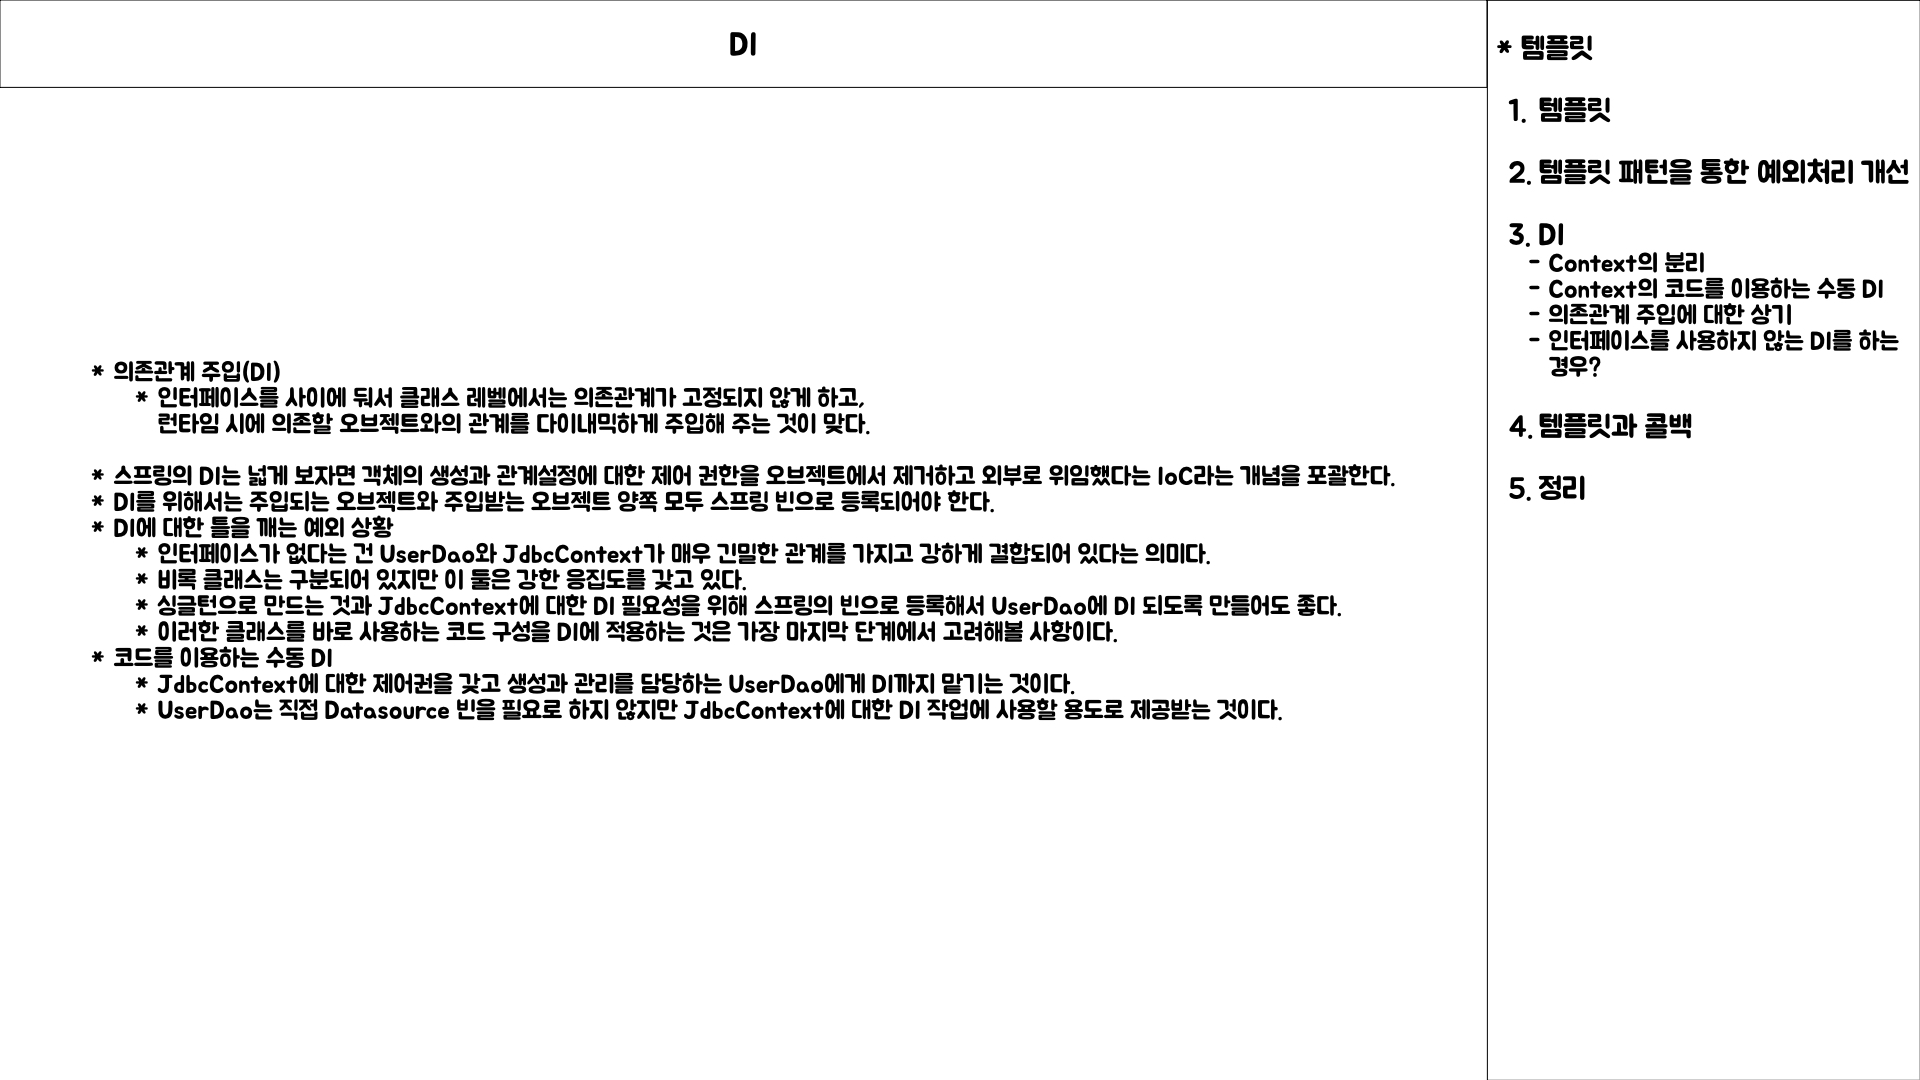 DI
* 의존관계 주입(DI)
* 인터페이스를 사이에 둬서 클래스 레벨에서는 의존관계가 고정되지 않게 하고,
런타임 시에 의존할 오브젝트와의 관계를 다이내믹하게 주입해 주는 것이 맞다.
* 스프링의 DI는 넓게 보자면 객체의 생성과 관계설정에 대한 제어 권한을 오브젝트에서 제거하고 외부로 위임했다는 IoC라는 개념을 포괄한다.
* DI를 위해서는 주입되는 오브젝트와 주입받는 오브젝트 양쪽 모두 스프링 빈으로 등록되어야 한다.
* DI에 대한 틀을 깨는 예외 상황
* 인터페이스가 없다는 건 UserDao와 JdbcContext가 매우 긴밀한 관계를 가지고 강하게 결합되어 있다는 의미다.
* 비록 클래스는 구분되어 있지만 이 둘은 강한 응집도를 갖고 있다.
* 싱글턴으로 만드는 것과 JdbcContext에 대한 DI 필요성을 위해 스프링의 빈으로 등록해서 UserDao에 DI 되도록 만들어도 좋다.
* 이러한 클래스를 바로 사용하는 코드 구성을 DI에 적용하는 것은 가장 마지막 단계에서 고려해볼 사항이다.
* 코드를 이용하는 수동 DI
* JdbcContext에 대한 제어권을 갖고 생성과 관리를 담당하는 UserDao에게 DI까지 맡기는 것이다.
* UserDao는 직접 Datasource 빈을 필요로 하지 않지만 JdbcContext에 대한 DI 작업에 사용할 용도로 제공받는 것이다.
* 템플릿
1. 템플릿
2. 템플릿 패턴을 통한 예외처리 개선
3. DI
- Context의 분리
- Context의 코드를 이용하는 수동 DI
- 의존관계 주입에 대한 상기
- 인터페이스를 사용하지 않는 DI를 하는
경우?
4. 템플릿과 콜백
5. 정리